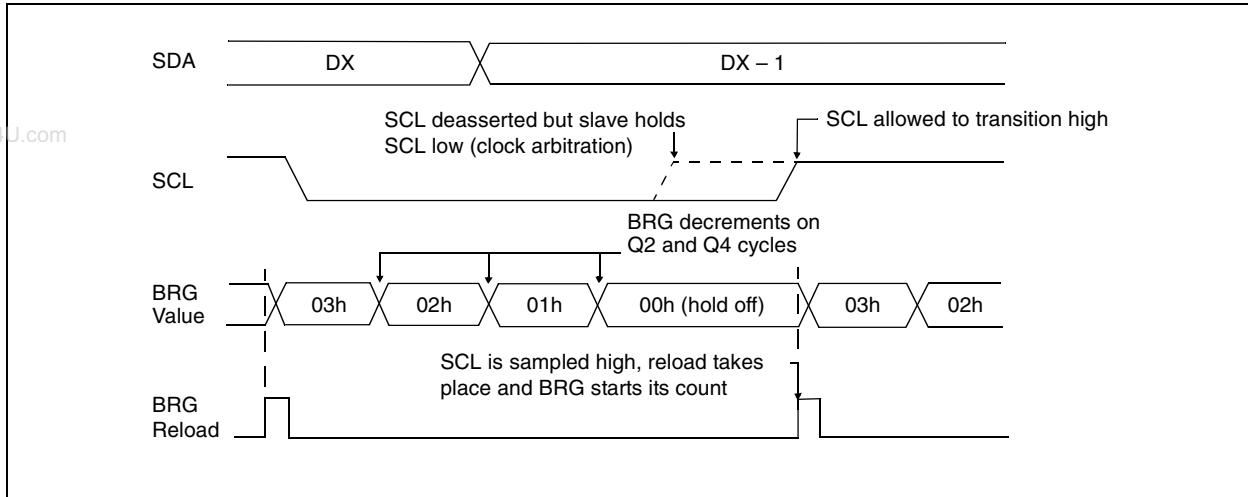 SDA
DX
DX – 1
4U.com
SCL deasserted but slave holds
SCL low (clock arbitration)
SCL allowed to transition high
SCL
BRG decrements on
Q2 and Q4 cycles
BRG
Value
03h
02h
01h
00h (hold off)
03h
02h
SCL is sampled high, reload takes
place and BRG starts its count
BRG
Reload